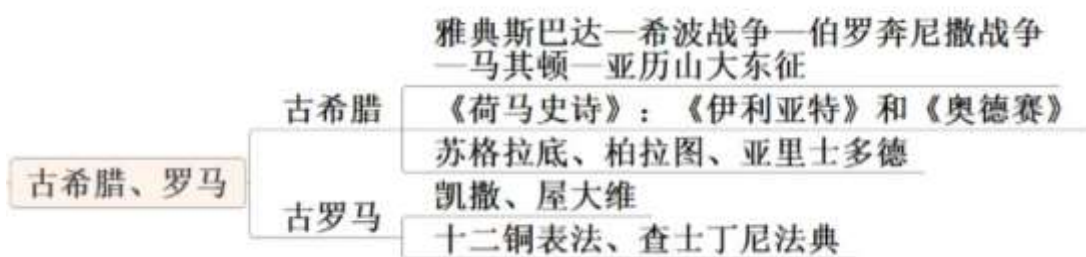 雅典斯巴达—希波战争—伯罗奔尼撒战争
—马其顿—亚历山大东征
古希腊
《荷马史诗》:《伊利亚特》和《奥德赛》
苏格拉底、柏拉图、亚里士多德
古希腊、罗马
凯撒、屋大维
古罗马
十二铜表法、查士丁尼法典